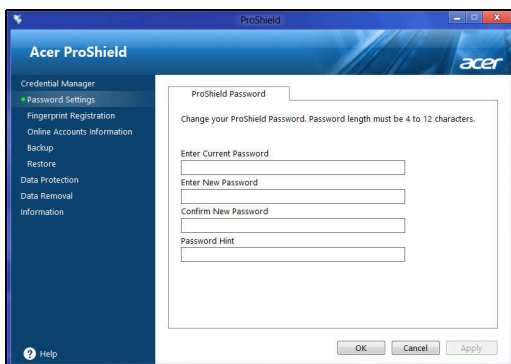 ProShield
Acer ProShield
acer
Credential Manager
Password Settings
Fingerprint Registration
Online Accounts Information
Backup
Restore
Data Protection
Data Removal
Information
Help
ProShield Password
Change your ProShield Password. Password length must be 4 to 12 characters.
Enter Current Password
Enter New Password
Confirm New Password
Password Hint
OK Cancel Apply